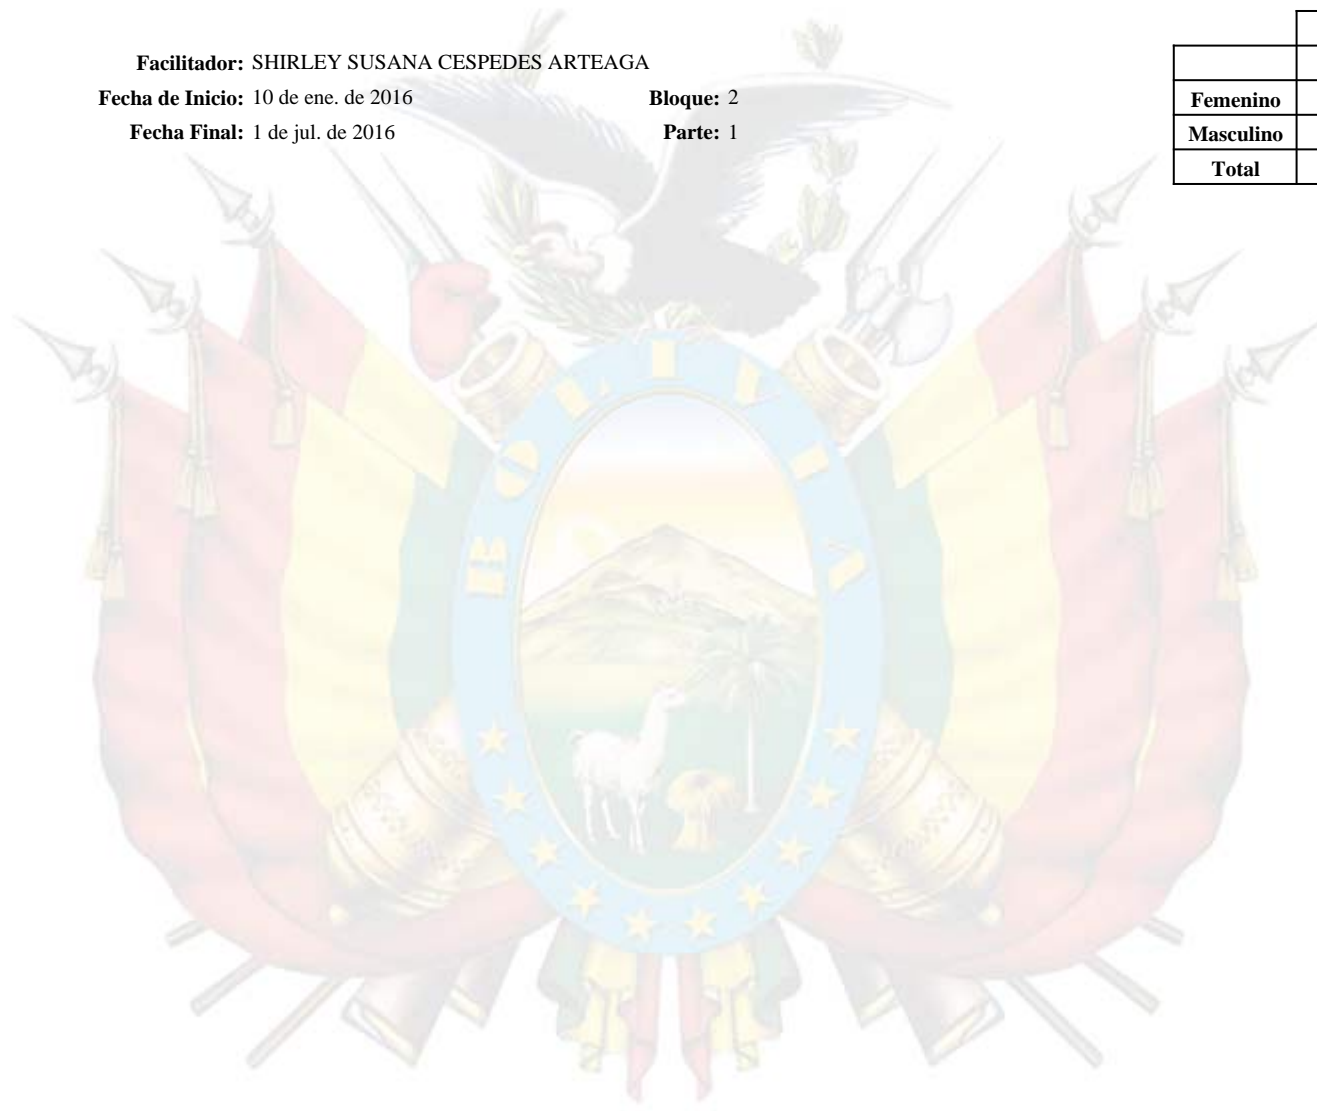 Facilitador: SHIRLEY SUSANA CESPEDES ARTEAGA
Fecha de Inicio: 10 de ene. de 2016 Bloque: 2
Fecha Final: 1 de jul. de 2016 Parte: 1
Femenino
Masculino
Total
BOLIVIA